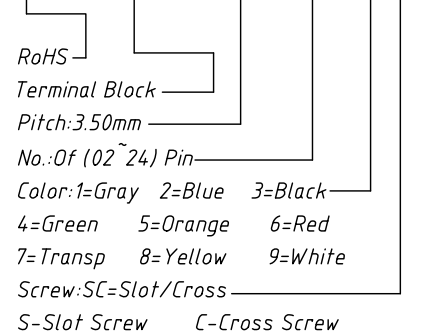 RoHS
Terminal Block
Pitch:3.50mm
No.:Of (02~24) Pin
Color:1=Gray 2=Blue 3=Black
4=Green 5=Orange 6=Red
7=Transp 8=Yellow 9=White
Screw:SC=Slot/Cross
S-Slot Screw C-Cross Screw